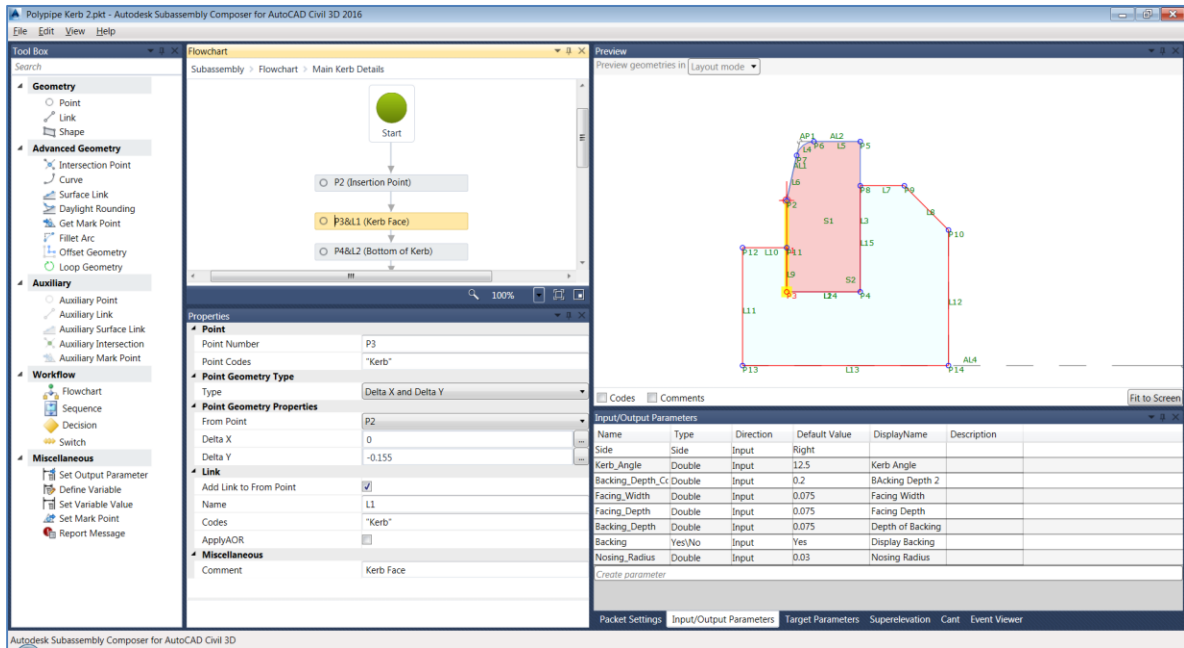 Polypipe Kerb 2.pkt - Autodesk Subassembly Composer for AutoCAD Civil 3D 2016
File Edit View Help
Tool Box
Search
Geometry
Point
Link
Shape
Advanced Geometry
Intersection Point
Curve
Surface Link
Daylight Rounding
Get Mark Point
Fillet Arc
Offset Geometry
Loop Geometry
Auxiliary
Auxiliary Point
Auxiliary Link
Auxiliary Surface Link
Auxiliary Intersection
Auxiliary Mark Point
Workflow
Flowchart
Sequence
Decision
Switch
Miscellaneous
Set Output Parameter
Define Variable
Set Variable Value
Set Mark Point
Report Message
Flowchart
Subassembly > Flowchart > Main Kerb Details
Start
P2 (Insertion Point)
P3&L1 (Kerb Face)
P4&L2 (Bottom of Kerb)
100%
Properties
Point
Point Number P3
Point Codes "Kerb"
Point Geometry Type
Type Delta X and Delta Y
Point Geometry Properties
From Point P2
Delta X 0 ...
Delta Y -0.155 ...
Link
Add Link to From Point
Name L1
Codes "Kerb"
ApplyAOR
Miscellaneous
Comment Kerb Face
Preview
Preview geometries in Layout mode
AP1 AL2
L4 P6 L5 P5
P7
AL1
L6 P8 L7 P9
P2 S1 L3 L8
L15 P10
P12 L10 P11
L9 S2
P3 P4
L11 L12
AL4
P13 L13 P14
Codes Comments Fit to Screen
Input/Output Parameters
Name Type Direction Default Value DisplayName Description
Side Side Input Right
Kerb_Angle Double Input 12.5 Kerb Angle
Backing_Depth_Cc Double Input 0.2 BAcking Depth 2
Facing_Width Double Input 0.075 Facing Width
Facing_Depth Double Input 0.075 Facing Depth
Backing_Depth Double Input 0.075 Depth of Backing
Backing Yes\No Input Yes Display Backing
Nosing_Radius Double Input 0.03 Nosing Radius
Create parameter
Packet Settings Input/Output Parameters Target Parameters Superelevation Cant Event Viewer
Autodesk Subassembly Composer for AutoCAD Civil 3D